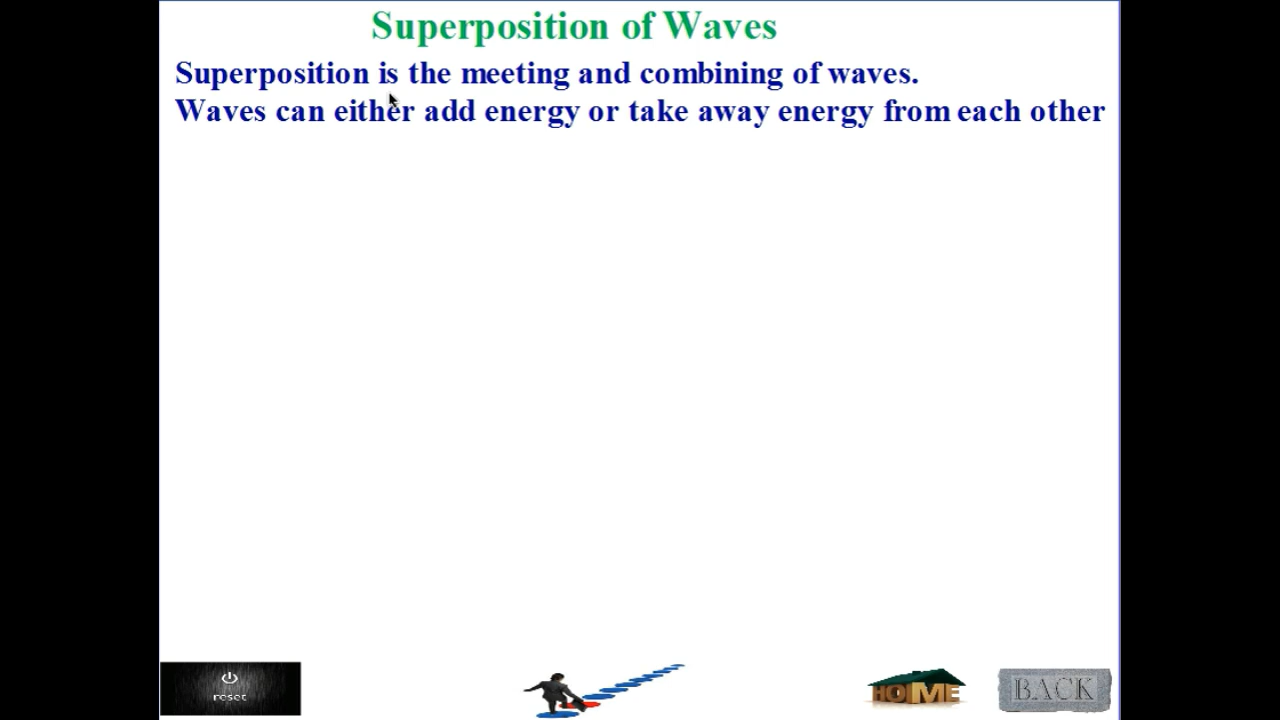 Superposition of Waves
Superposition is the meeting and combining of waves.
Waves can either add energy or take away energy from each other
reset
HOME
BACK